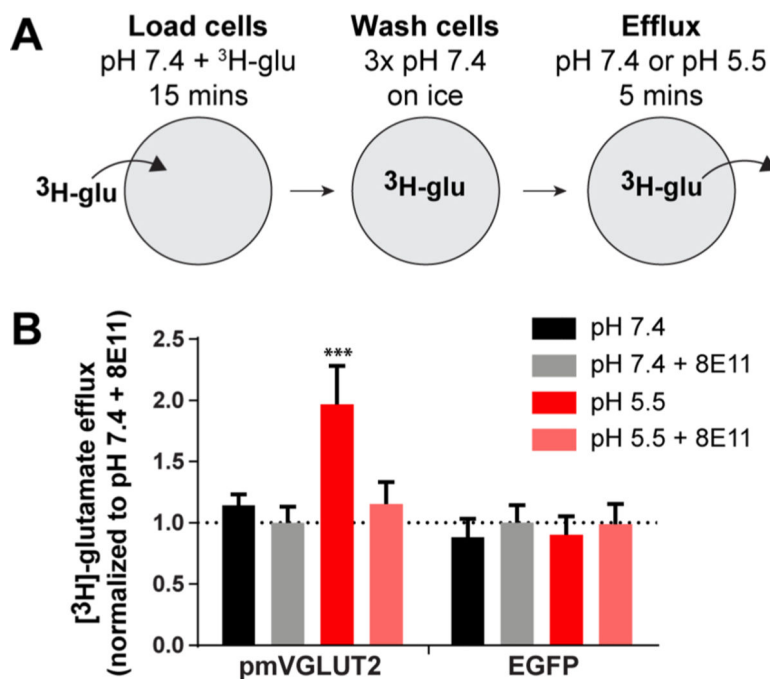 A
Load cells
pH 7.4 + ³H-glu
15 mins
Wash cells
3x pH 7.4
on ice
Efflux
pH 7.4 or pH 5.5
5 mins
³H-glu
³H-glu
³H-glu
B
[³H]-glutamate efflux
(normalized to pH 7.4 + 8E11)
2.5
2.0
1.5
1.0
0.5
0.0
***
pH 7.4
pH 7.4 + 8E11
pH 5.5
pH 5.5 + 8E11
pmVGLUT2
EGFP